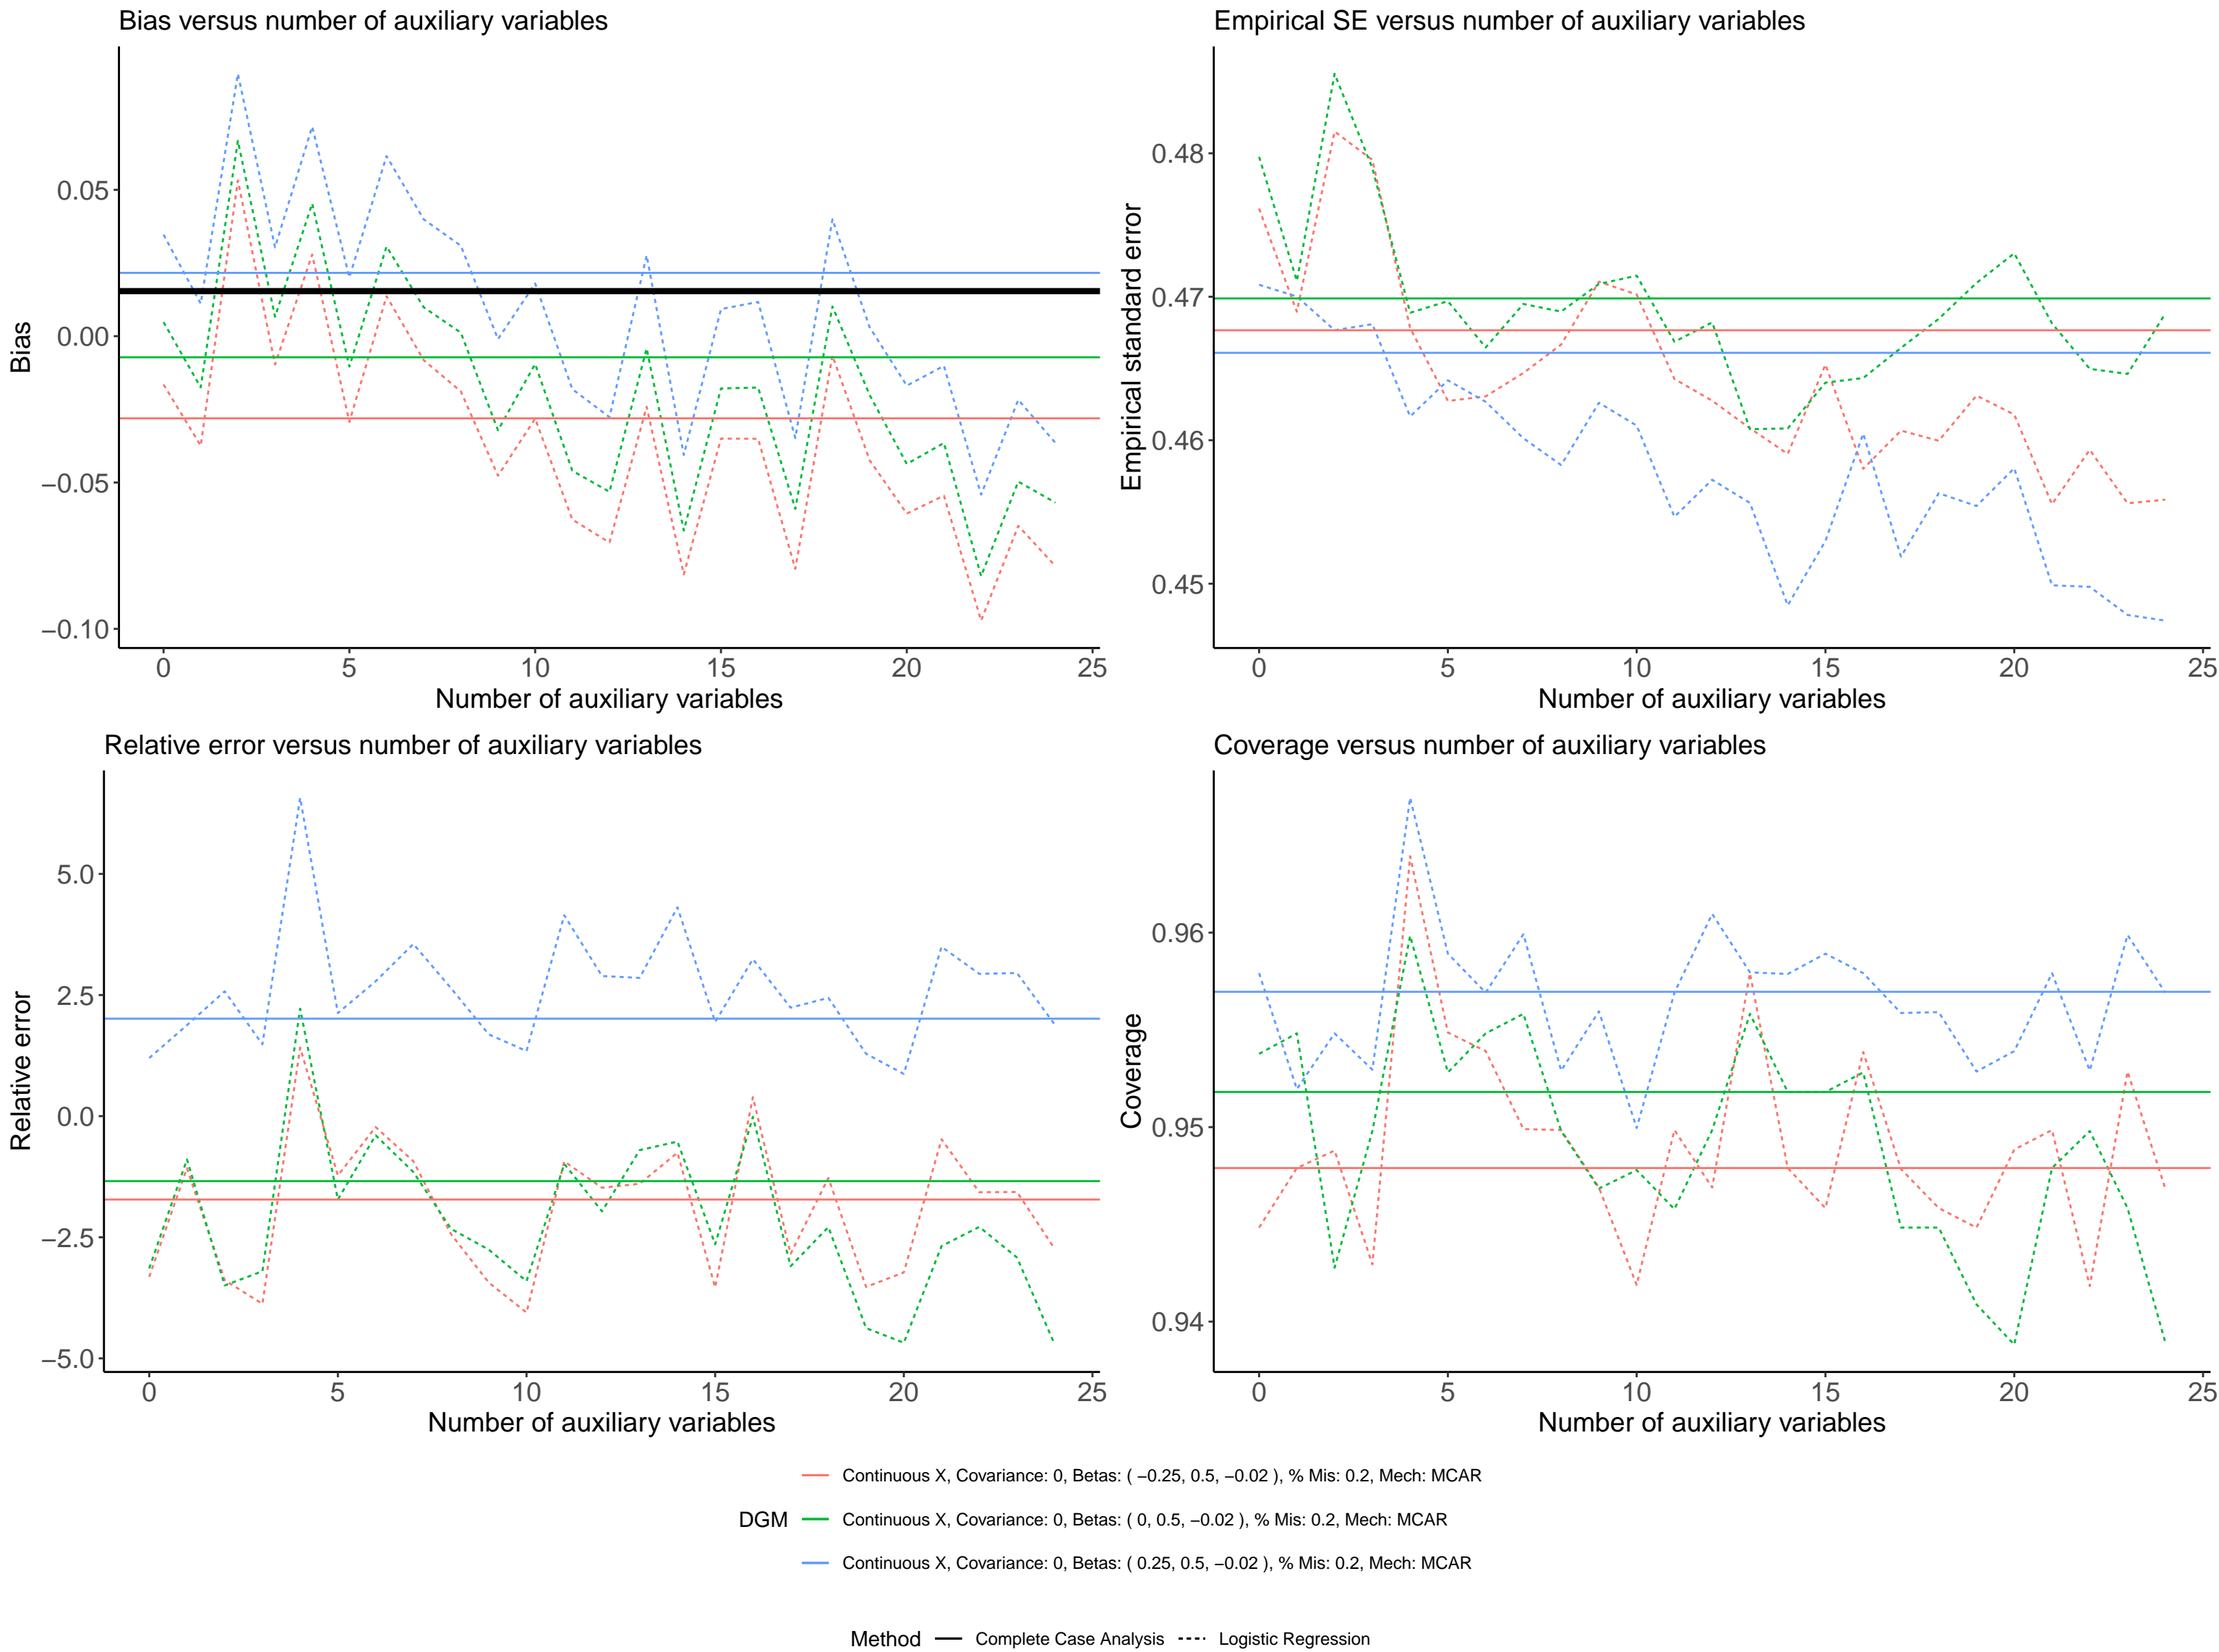 Bias versus number of auxiliary variables
Bias
0.05
0.00
−0.05
−0.10
0 5 10 15 20 25
Number of auxiliary variables
Empirical SE versus number of auxiliary variables
Empirical standard error
0.48
0.47
0.46
0.45
0 5 10 15 20 25
Number of auxiliary variables
Relative error versus number of auxiliary variables
Relative error
5.0
2.5
0.0
−2.5
−5.0
0 5 10 15 20 25
Number of auxiliary variables
Coverage versus number of auxiliary variables
Coverage
0.96
0.95
0.94
0 5 10 15 20 25
Number of auxiliary variables
DGM
Continuous X, Covariance: 0, Betas: ( −0.25, 0.5, −0.02 ), % Mis: 0.2, Mech: MCAR
Continuous X, Covariance: 0, Betas: ( 0, 0.5, −0.02 ), % Mis: 0.2, Mech: MCAR
Continuous X, Covariance: 0, Betas: ( 0.25, 0.5, −0.02 ), % Mis: 0.2, Mech: MCAR
Method Complete Case Analysis Logistic Regression